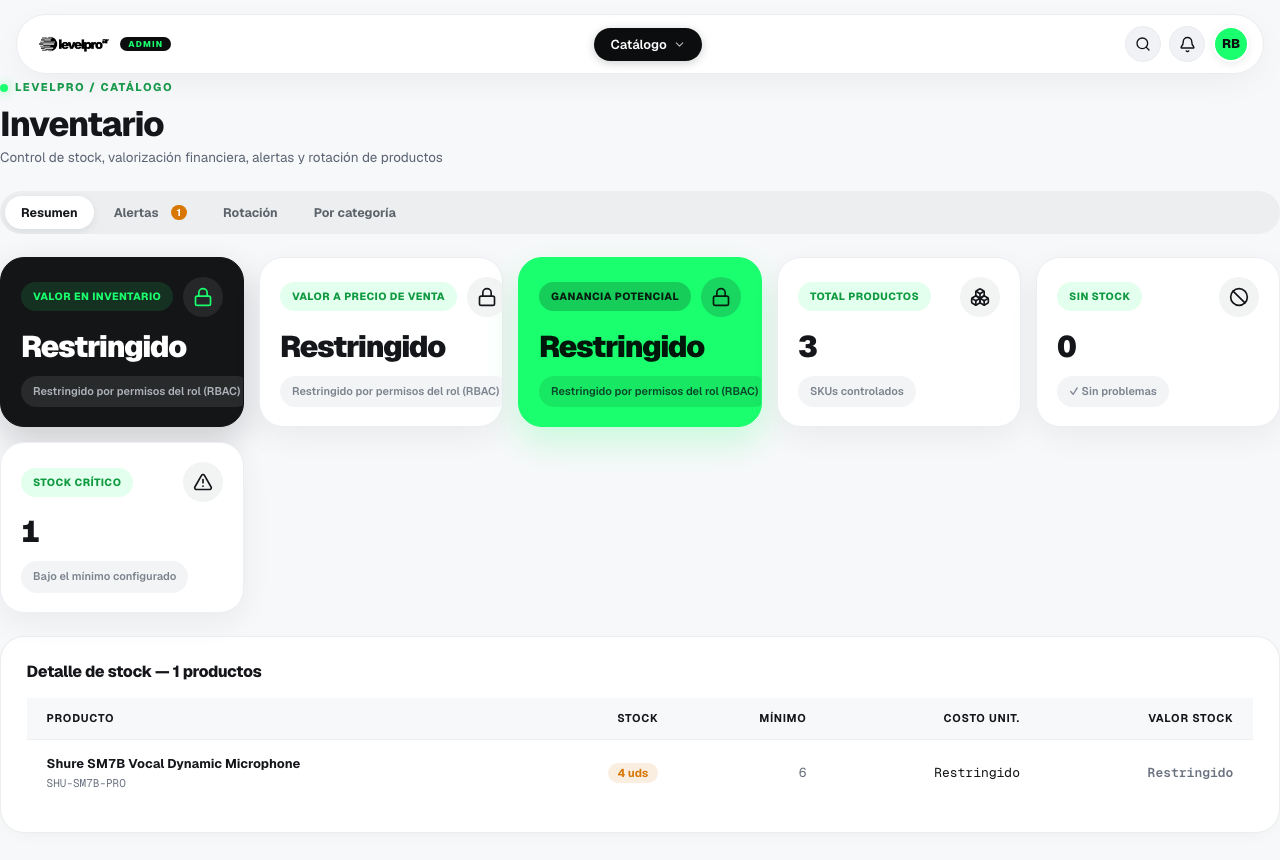 levelpro ADMIN
Catálogo
RB
LEVELPRO / CATÁLOGO
Inventario
Control de stock, valorización financiera, alertas y rotación de productos
Resumen Alertas 1 Rotación Por categoría
VALOR EN INVENTARIO
Restringido
Restringido por permisos del rol (RBAC)
VALOR A PRECIO DE VENTA
Restringido
Restringido por permisos del rol (RBAC)
GANANCIA POTENCIAL
Restringido
Restringido por permisos del rol (RBAC)
TOTAL PRODUCTOS
3
SKUs controlados
SIN STOCK
0
✓ Sin problemas
STOCK CRÍTICO
1
Bajo el mínimo configurado
Detalle de stock — 1 productos
PRODUCTO STOCK MÍNIMO COSTO UNIT. VALOR STOCK
Shure SM7B Vocal Dynamic Microphone 4 uds 6 Restringido Restringido
SHU-SM7B-PRO